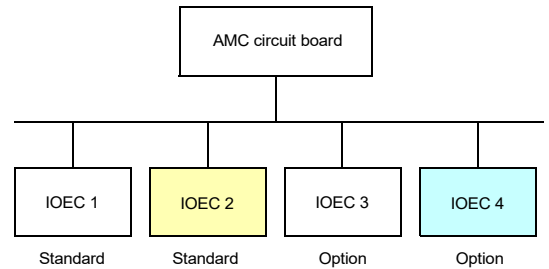 AMC circuit board
IOEC 1
IOEC 2
IOEC 3
IOEC 4
Standard
Standard
Option
Option